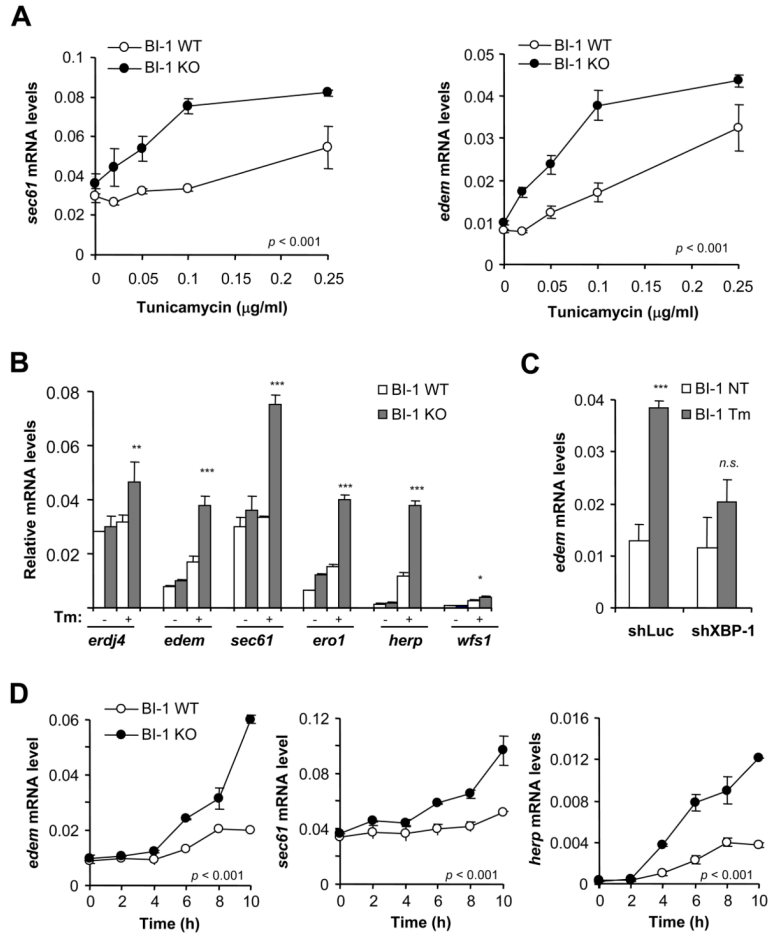 A
BI-1 WT
BI-1 KO
0.1
0.08
0.06
0.04
0.02
0
sec61 mRNA levels
p < 0.001
0 0.05 0.1 0.15 0.2 0.25
Tunicamycin (µg/ml)
BI-1 WT
BI-1 KO
0.05
0.04
0.03
0.02
0.01
0
edem mRNA levels
p < 0.001
0 0.05 0.1 0.15 0.2 0.25
Tunicamycin (µg/ml)
B
BI-1 WT
BI-1 KO
0.08
0.06
0.04
0.02
Relative mRNA levels
** *** *** *** *** *
Tm: - + - + - + - + - + - +
erdj4 edem sec61 ero1 herp wfs1
C
BI-1 NT
BI-1 Tm
0.04
0.03
0.02
0.01
0
edem mRNA levels
***
n.s.
shLuc shXBP-1
D
BI-1 WT
BI-1 KO
0.06
0.04
0.02
0
edem mRNA level
p < 0.001
0 2 4 6 8 10
Time (h)
0.12
0.08
0.04
0
sec61 mRNA level
p < 0.001
0 2 4 6 8 10
Time (h)
0.016
0.012
0.008
0.004
0
herp mRNA levels
p < 0.001
0 2 4 6 8 10
Time (h)